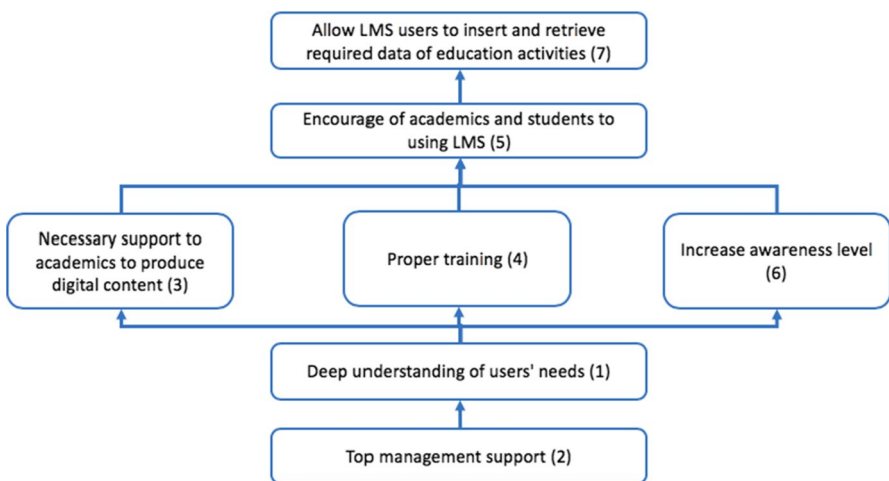 Allow LMS users to insert and retrieve
required data of education activities (7)
Encourage of academics and students to
using LMS (5)
Necessary support to
academics to produce
digital content (3)
Proper training (4)
Increase awareness level
(6)
Deep understanding of users' needs (1)
Top management support (2)